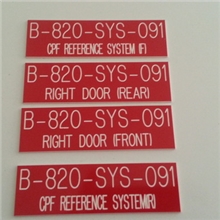 B-820-SYS-091
CPF REFERENCE SYSTEM (F)
B-820-SYS-091
RIGHT DOOR (REAR)
B-820-SYS-091
RIGHT DOOR (FRONT)
B-820-SYS-091
CPF REFERENCE SYSTEM(R)